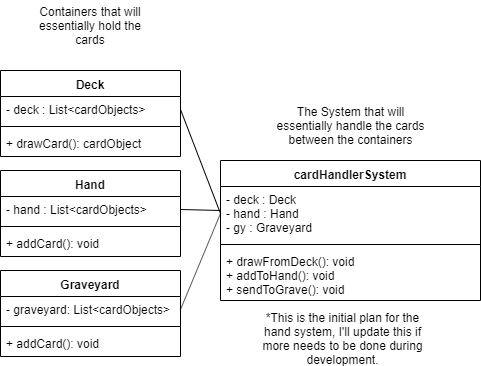 Containers that will
essentially hold the
cards
Deck
- deck : List<cardObjects>
+ drawCard(): cardObject
Hand
- hand : List<cardObjects>
+ addCard(): void
Graveyard
- graveyard: List<cardObjects>
+ addCard(): void
The System that will
essentially handle the cards
between the containers
cardHandlerSystem
- deck : Deck
- hand : Hand
- gy : Graveyard
+ drawFromDeck(): void
+ addToHand(): void
+ sendToGrave(): void
*This is the initial plan for the
hand system, I'll update this if
more needs to be done during
development.